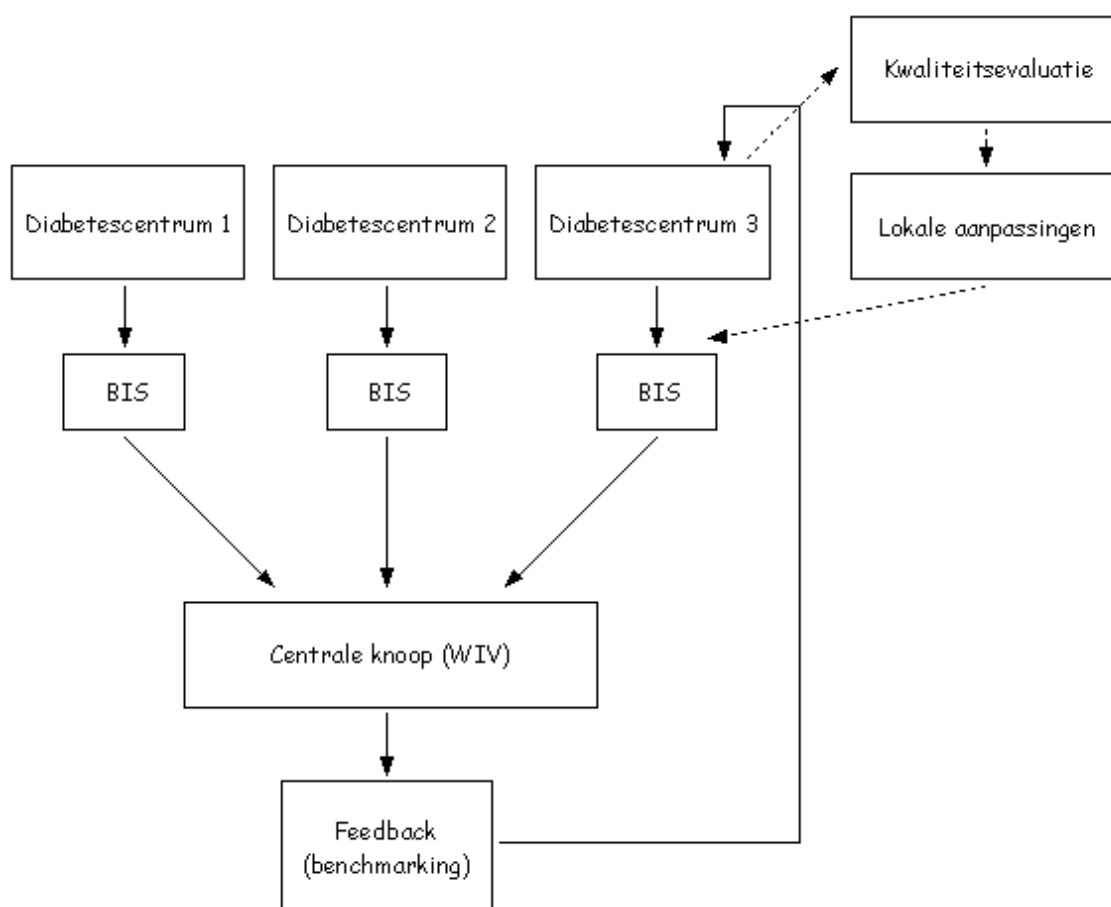 Kwaliteitsevaluatie
Diabetescentrum 1
Diabetescentrum 2
Diabetescentrum 3
Lokale aanpassingen
BIS
BIS
BIS
Centrale knoop (WIV)
Feedback
(benchmarking)